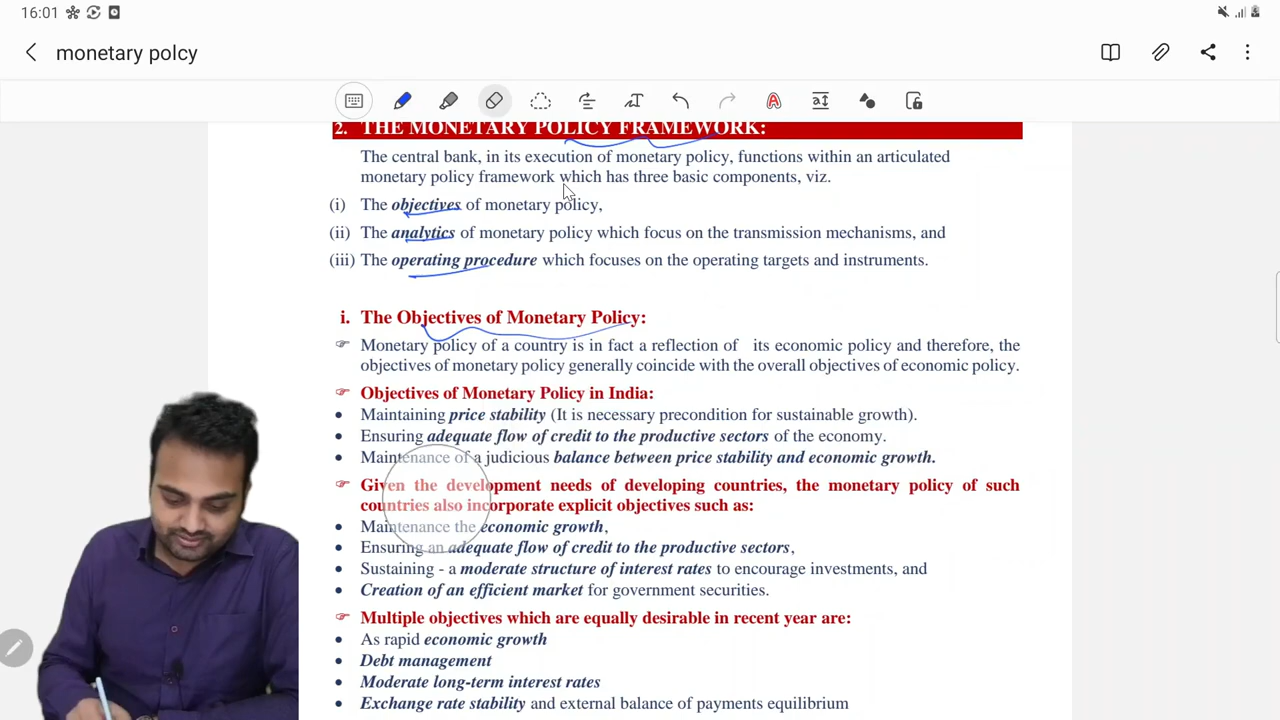 16:01
monetary polcy
2. THE MONETARY POLICY FRAMEWORK:
The central bank, in its execution of monetary policy, functions within an articulated
monetary policy framework which has three basic components, viz.
(i) The objectives of monetary policy,
(ii) The analytics of monetary policy which focus on the transmission mechanisms, and
(iii) The operating procedure which focuses on the operating targets and instruments.
i. The Objectives of Monetary Policy:
☞ Monetary policy of a country is in fact a reflection of its economic policy and therefore, the
objectives of monetary policy generally coincide with the overall objectives of economic policy.
☞ Objectives of Monetary Policy in India:
• Maintaining price stability (It is necessary precondition for sustainable growth).
• Ensuring adequate flow of credit to the productive sectors of the economy.
• Maintenance of a judicious balance between price stability and economic growth.
☞ Given the development needs of developing countries, the monetary policy of such
countries also incorporate explicit objectives such as:
• Maintenance the economic growth,
• Ensuring an adequate flow of credit to the productive sectors,
• Sustaining - a moderate structure of interest rates to encourage investments, and
• Creation of an efficient market for government securities.
☞ Multiple objectives which are equally desirable in recent year are:
• As rapid economic growth
• Debt management
• Moderate long-term interest rates
• Exchange rate stability and external balance of payments equilibrium